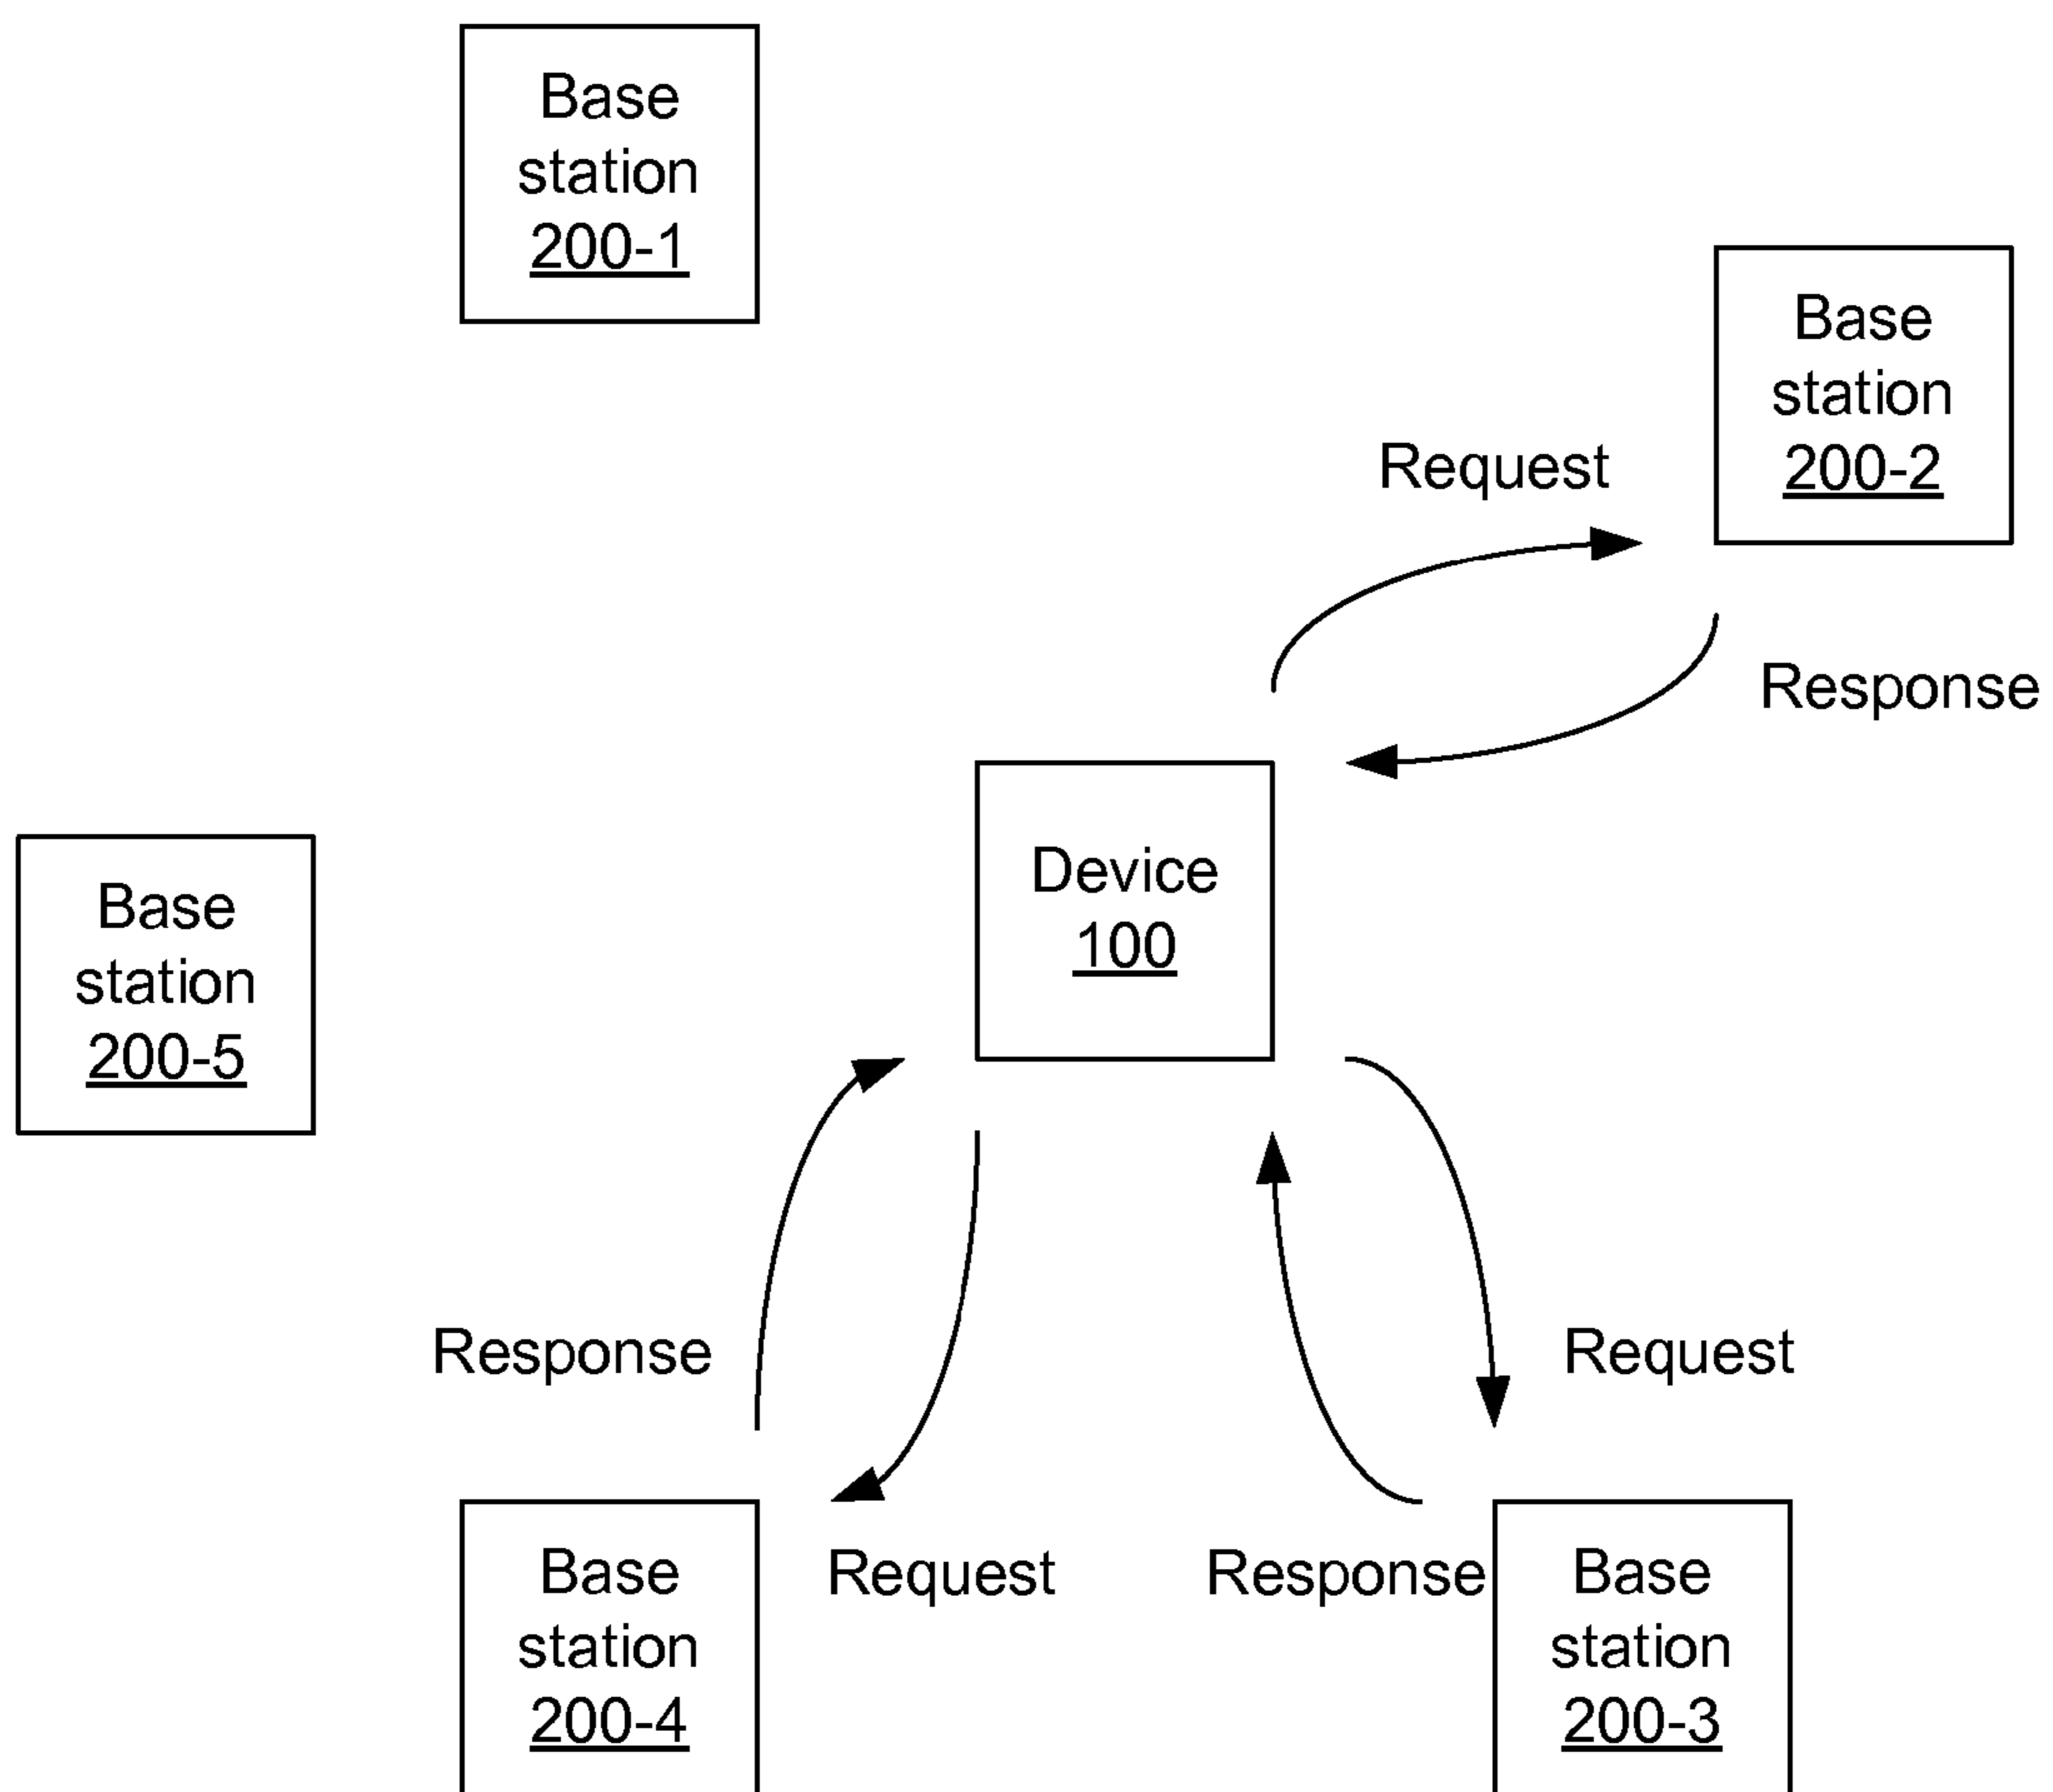 Base
station
200-1
Base
station
200-2
Request
Response
Device
100
Base
station
200-5
Response
Request
Base
station
200-4
Request
Response
Base
station
200-3